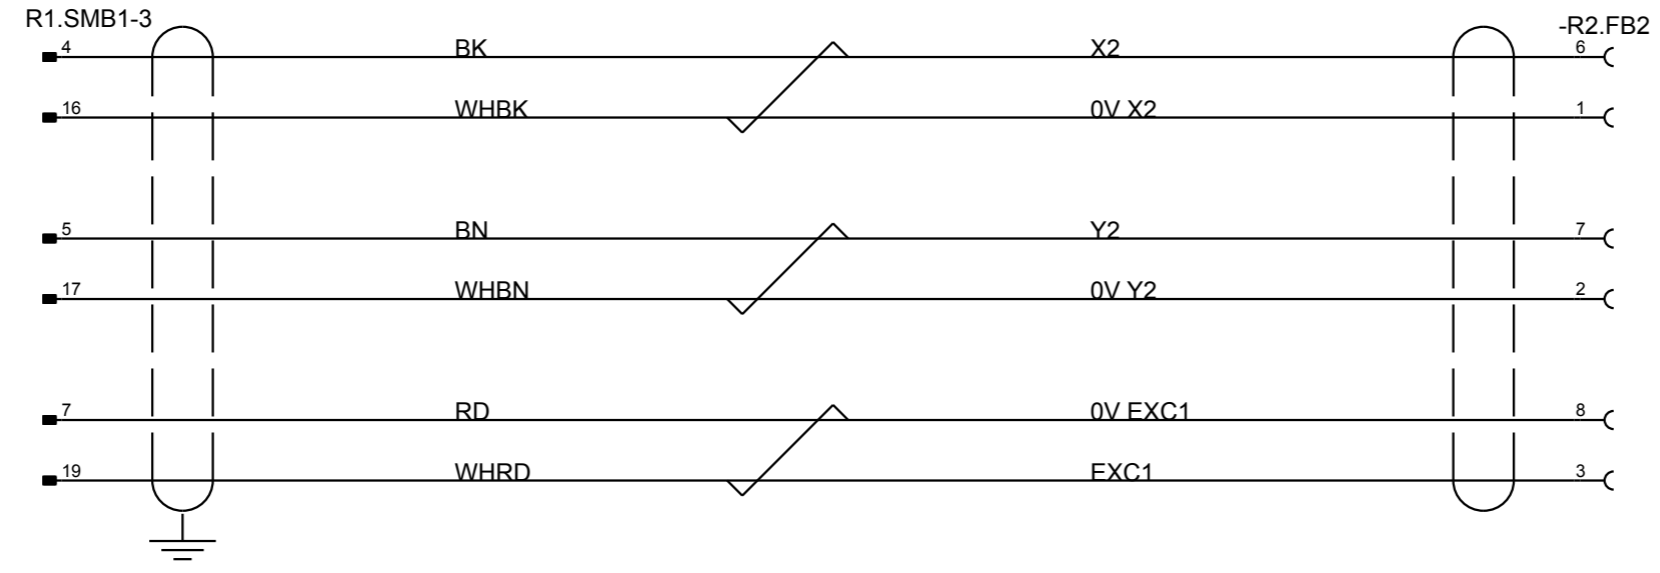 R1.SMB1-3 -R2.FB2
4 BK X2 6
16 WHBK 0V X2 1
5 BN Y2 7
17 WHBN 0V Y2 2
7 RD 0V EXC1 8
19 WHRD EXC1 3